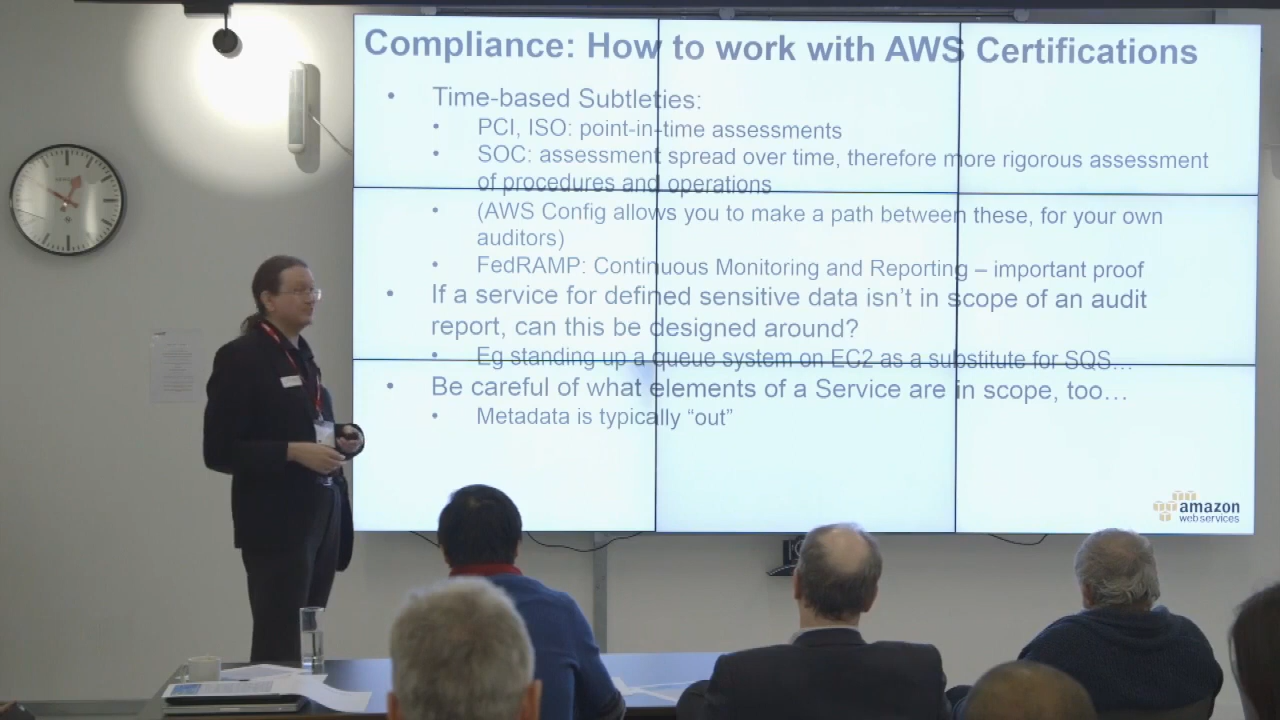 Compliance: How to work with AWS Certifications
• Time-based Subtleties:
• PCI, ISO: point-in-time assessments
• SOC: assessment spread over time, therefore more rigorous assessment
of procedures and operations
• (AWS Config allows you to make a path between these, for your own
auditors)
• FedRAMP: Continuous Monitoring and Reporting – important proof
• If a service for defined sensitive data isn’t in scope of an audit
report, can this be designed around?
• Eg standing up a queue system on EC2 as a substitute for SQS…
• Be careful of what elements of a Service are in scope, too…
• Metadata is typically “out”
amazon
web services